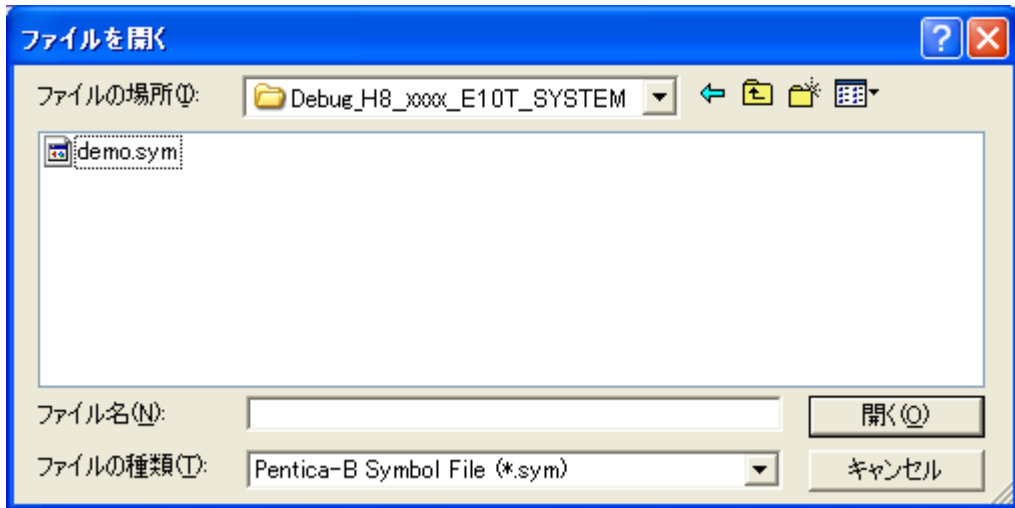 ファイルを開く
ファイルの場所(I): Debug_H8_xxxx_E10T_SYSTEM
demo.sym
ファイル名(N): 開く(O)
ファイルの種類(T): Pentica-B Symbol File (*.sym) キャンセル